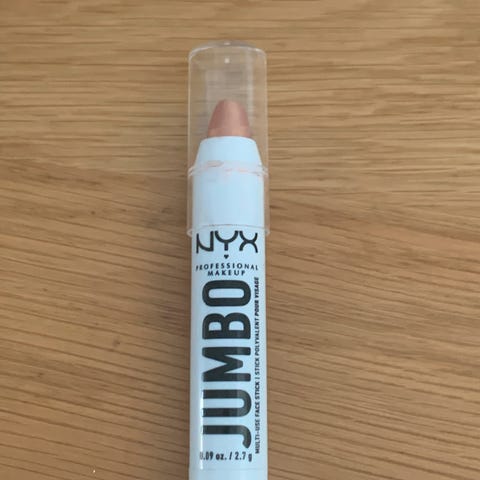 NYX
PROFESSIONAL
MAKEUP
JUMBO
MULTI-USE FACE STICK | STICK POLYVALENT POUR VISAGE
0.09 oz. / 2.7 g